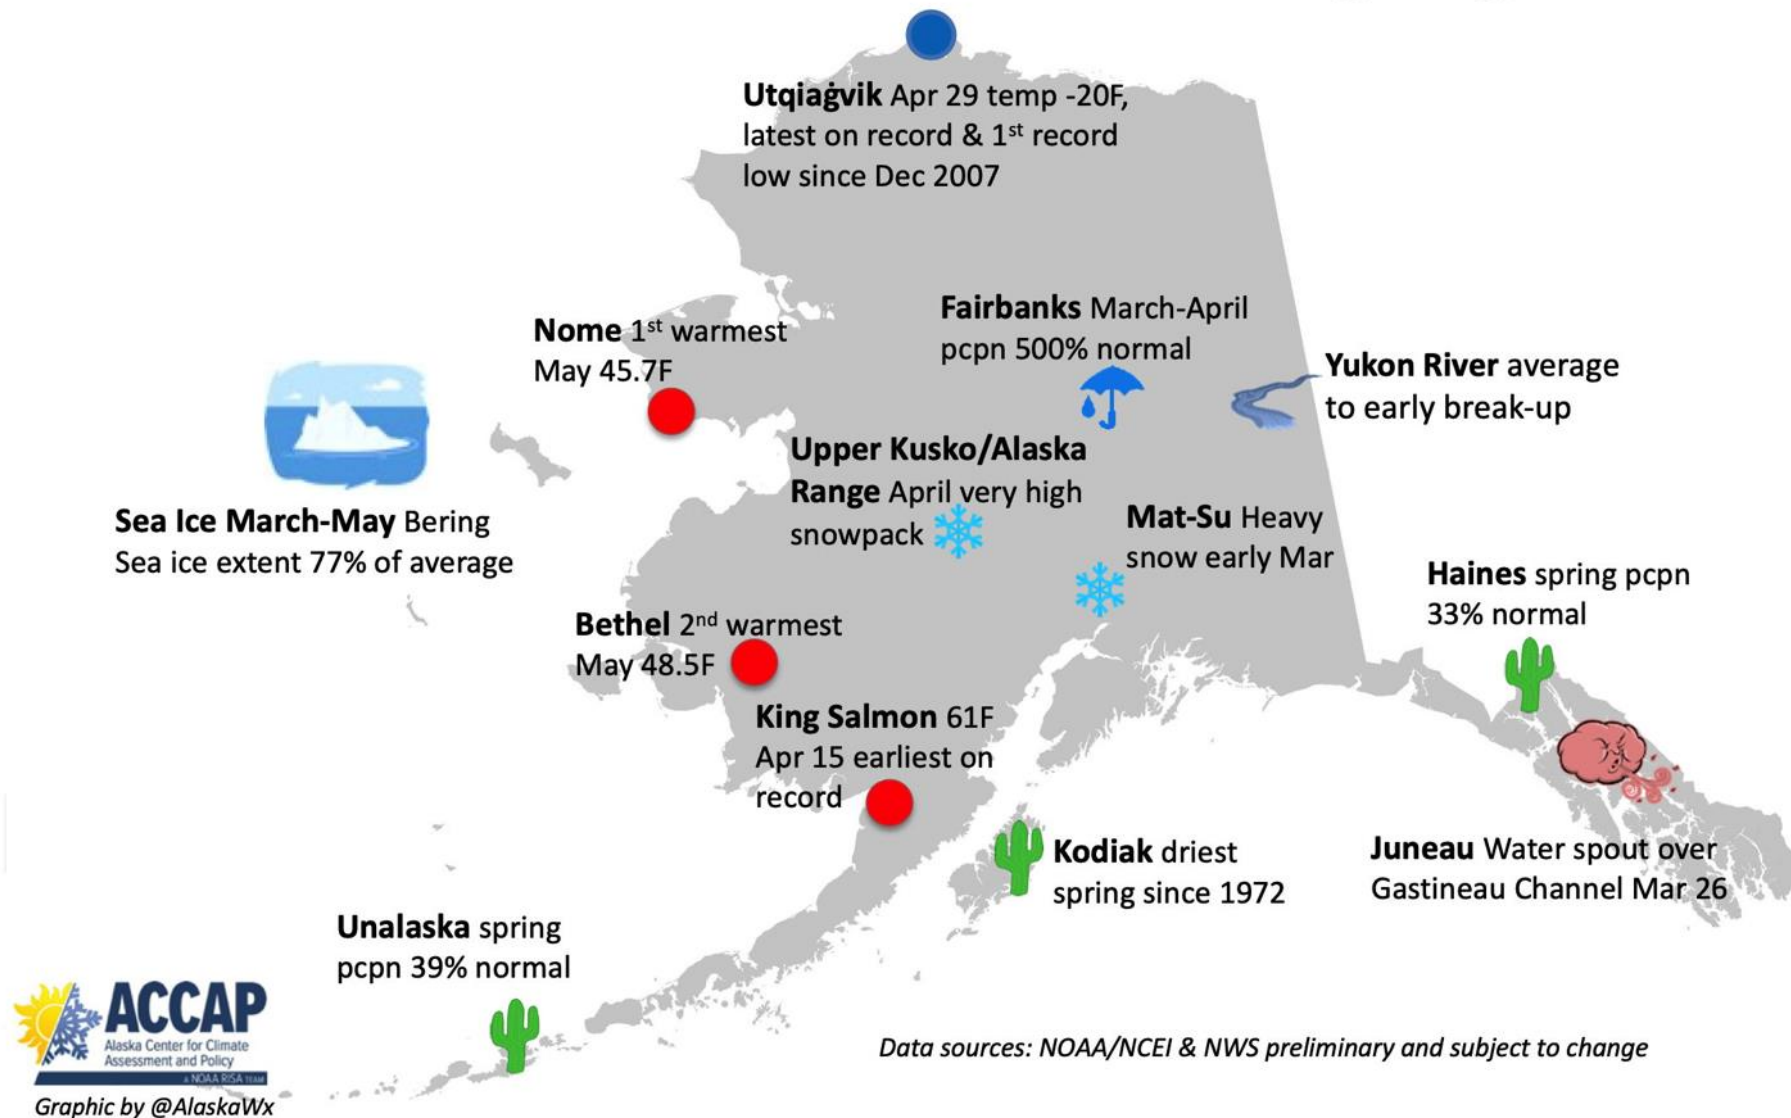 Utqiaġvik Apr 29 temp -20F,
latest on record & 1st record
low since Dec 2007
Nome 1st warmest
May 45.7F
Fairbanks March-April
pcpn 500% normal
Yukon River average
to early break-up
Upper Kusko/Alaska
Range April very high
snowpack
Sea Ice March-May Bering
Sea ice extent 77% of average
Mat-Su Heavy
snow early Mar
Haines spring pcpn
33% normal
Bethel 2nd warmest
May 48.5F
King Salmon 61F
Apr 15 earliest on
record
Kodiak driest
spring since 1972
Juneau Water spout over
Gastineau Channel Mar 26
Unalaska spring
pcpn 39% normal
ACCAP
Alaska Center for Climate
Assessment and Policy
A NOAA RISA TEAM
Graphic by @AlaskaWx
Data sources: NOAA/NCEI & NWS preliminary and subject to change